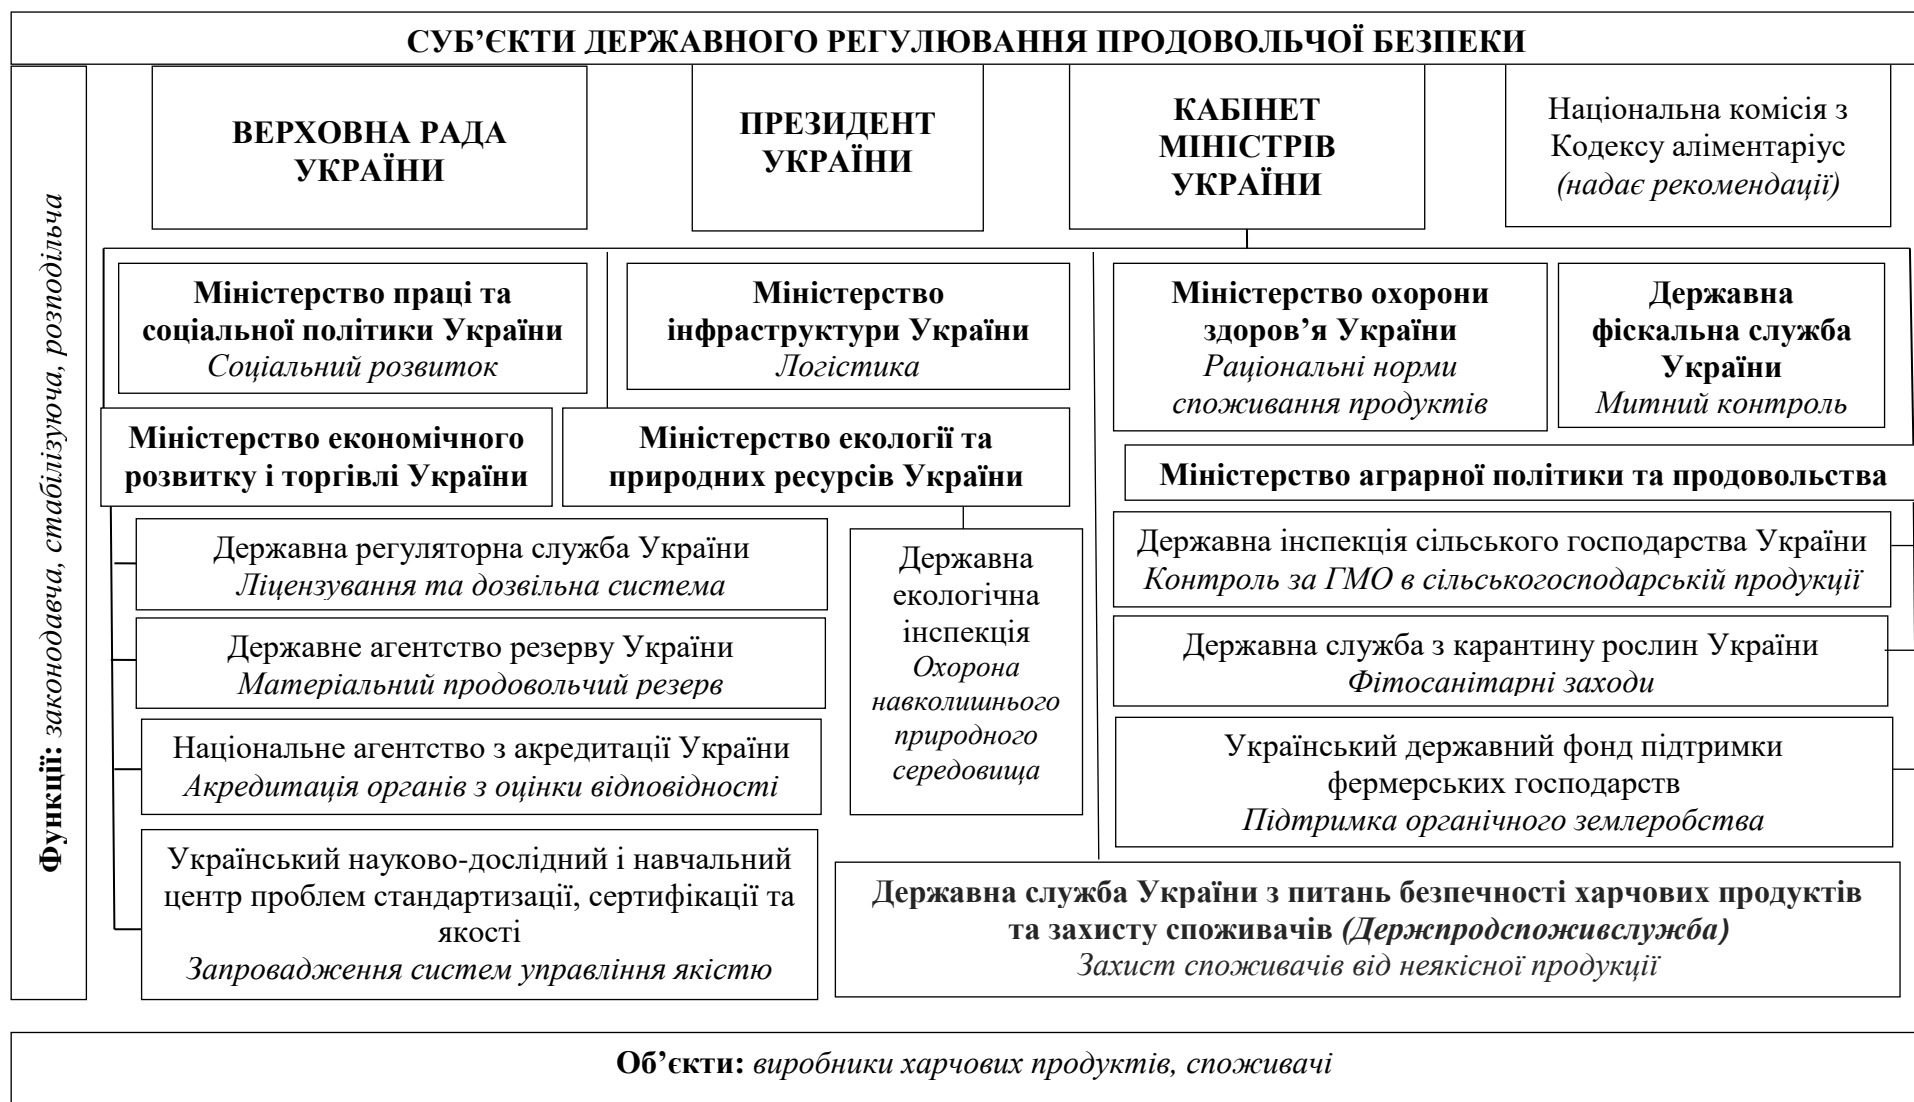 СУБ’ЄКТИ ДЕРЖАВНОГО РЕГУЛЮВАННЯ ПРОДОВОЛЬЧОЇ БЕЗПЕКИ
Функції: законодавча, стабілізуюча, розподільча
ВЕРХОВНА РАДА
УКРАЇНИ
ПРЕЗИДЕНТ
УКРАЇНИ
КАБІНЕТ
МІНІСТРІВ
УКРАЇНИ
Національна комісія з
Кодексу аліментаріус
(надає рекомендації)
Міністерство праці та
соціальної політики України
Соціальний розвиток
Міністерство
інфраструктури України
Логістика
Міністерство охорони
здоров’я України
Раціональні норми
споживання продуктів
Державна
фіскальна служба
України
Митний контроль
Міністерство економічного
розвитку і торгівлі України
Міністерство екології та
природних ресурсів України
Міністерство аграрної політики та продовольства
Державна регуляторна служба України
Ліцензування та дозвільна система
Державне агентство резерву України
Матеріальний продовольчий резерв
Національне агентство з акредитації України
Акредитація органів з оцінки відповідності
Український науково-дослідний і навчальний
центр проблем стандартизації, сертифікації та
якості
Запровадження систем управління якістю
Державна
екологічна
інспекція
Охорона
навколишнього
природного
середовища
Державна інспекція сільського господарства України
Контроль за ГМО в сільськогосподарській продукції
Державна служба з карантину рослин України
Фітосанітарні заходи
Український державний фонд підтримки
фермерських господарств
Підтримка органічного землеробства
Державна служба України з питань безпечності харчових продуктів
та захисту споживачів (Держпродспоживслужба)
Захист споживачів від неякісної продукції
Об’єкти: виробники харчових продуктів, споживачі